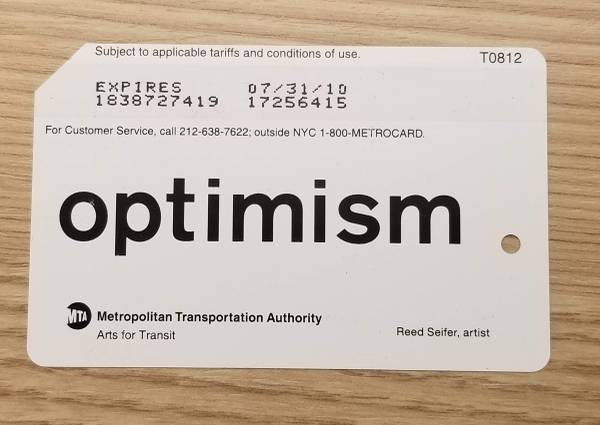 Subject to applicable tariffs and conditions of use.
T0812
EXPIRES 07/31/10
1838727419 17256415
For Customer Service, call 212-638-7622; outside NYC 1-800-METROCARD.
optimism
MTA Metropolitan Transportation Authority
Arts for Transit
Reed Seifer, artist